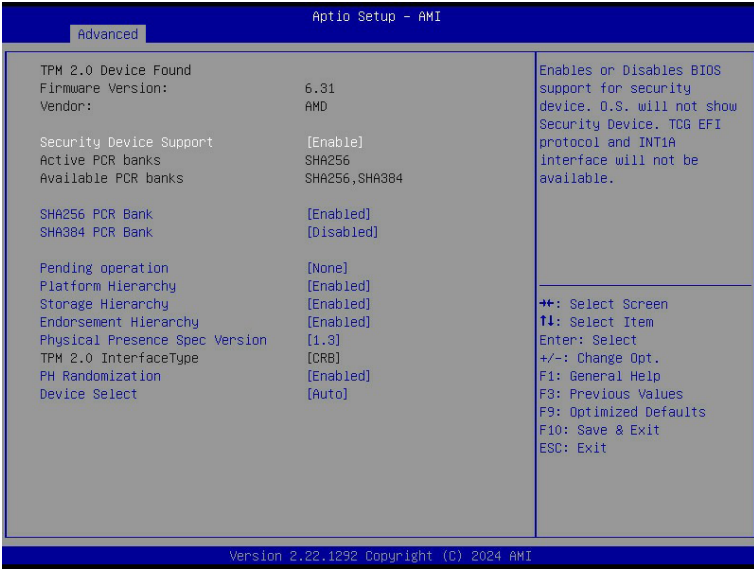 Aptio Setup – AMI
Advanced
TPM 2.0 Device Found
Firmware Version: 6.31
Vendor: AMD
Security Device Support [Enable]
Active PCR banks SHA256
Available PCR banks SHA256,SHA384
SHA256 PCR Bank [Enabled]
SHA384 PCR Bank [Disabled]
Pending operation [None]
Platform Hierarchy [Enabled]
Storage Hierarchy [Enabled]
Endorsement Hierarchy [Enabled]
Physical Presence Spec Version [1.3]
TPM 2.0 InterfaceType [CRB]
PH Randomization [Enabled]
Device Select [Auto]
Enables or Disables BIOS
support for security
device. O.S. will not show
Security Device. TCG EFI
protocol and INT1A
interface will not be
available.
→←: Select Screen
↑↓: Select Item
Enter: Select
+/-: Change Opt.
F1: General Help
F3: Previous Values
F9: Optimized Defaults
F10: Save & Exit
ESC: Exit
Version 2.22.1292 Copyright (C) 2024 AMI